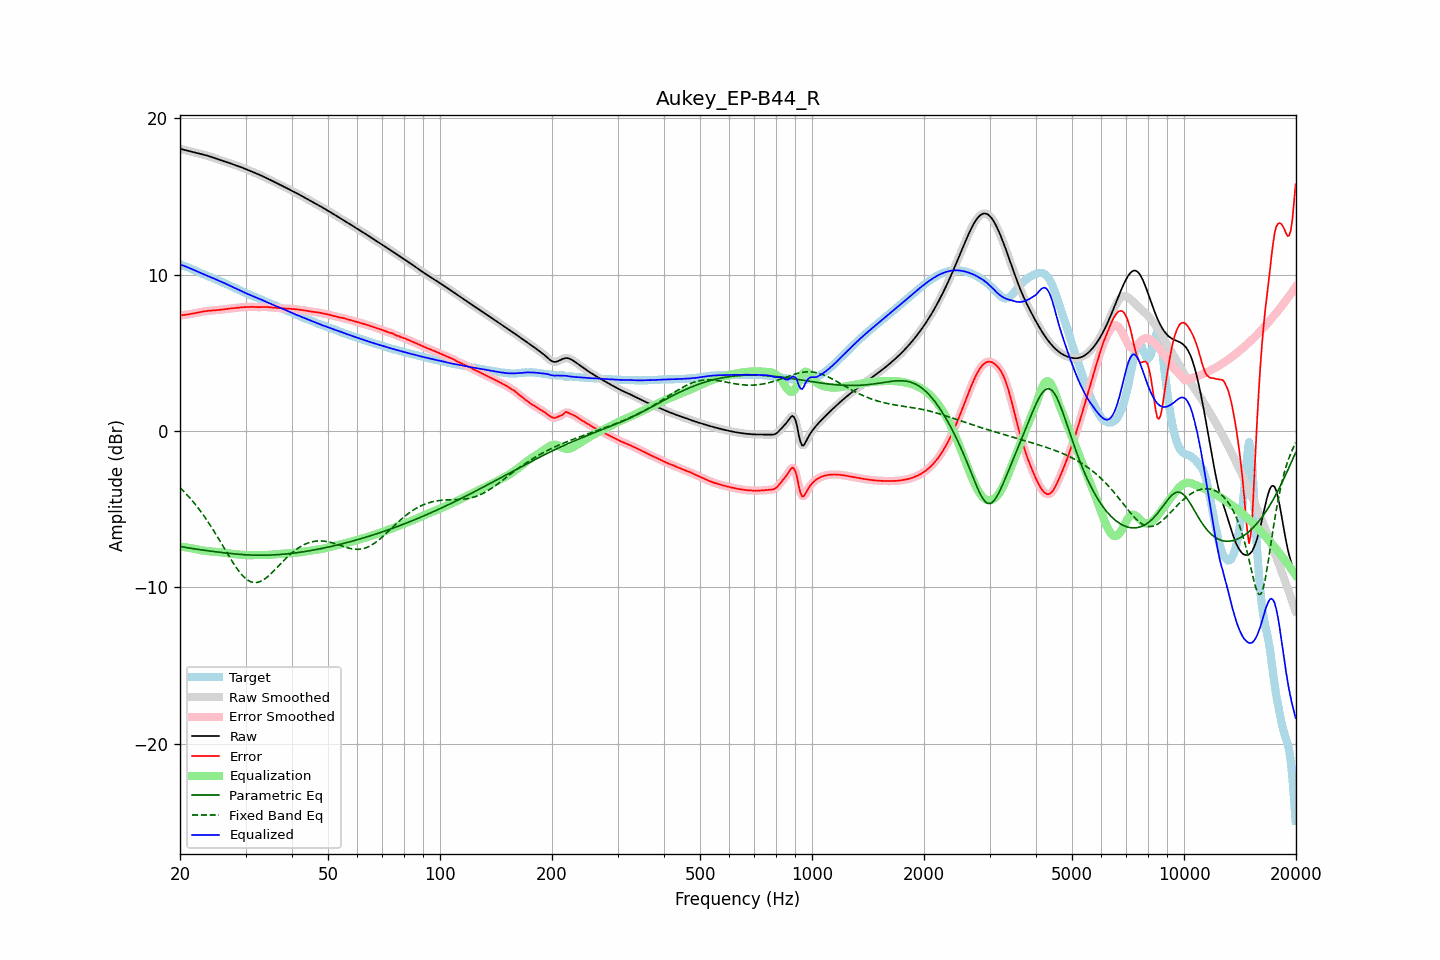 Aukey_EP-B44_R
20
10
0
−10
−20
Amplitude (dBr)
Target
Raw Smoothed
Error Smoothed
Raw
Error
Equalization
Parametric Eq
Fixed Band Eq
Equalized
20 50 100 200 500 1000 2000 5000 10000 20000
Frequency (Hz)